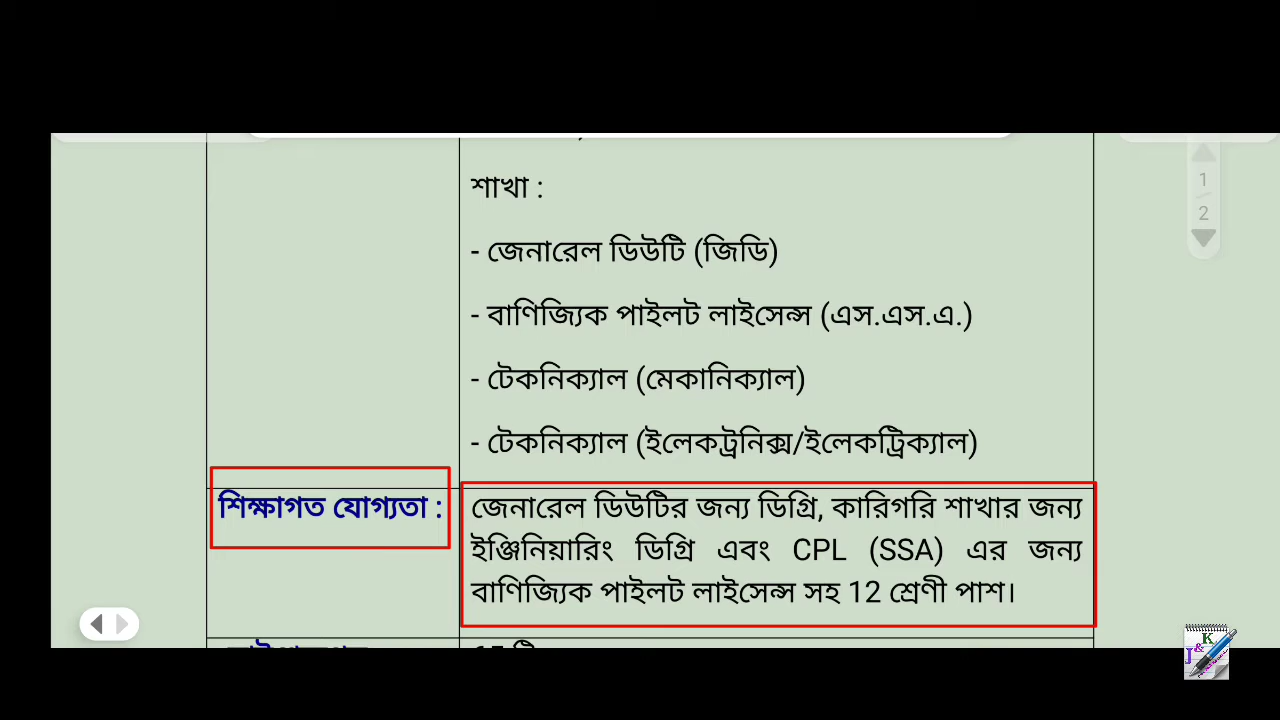 শাখা :
- জেনারেল ডিউটি (জিডি)
- বাণিজ্যিক পাইলট লাইসেন্স (এস.এস.এ.)
- টেকনিক্যাল (মেকানিক্যাল)
- টেকনিক্যাল (ইলেকট্রনিক্স/ইলেকট্রিক্যাল)
শিক্ষাগত যোগ্যতা :
জেনারেল ডিউটির জন্য ডিগ্রি, কারিগরি শাখার জন্য
ইঞ্জিনিয়ারিং ডিগ্রি এবং CPL (SSA) এর জন্য
বাণিজ্যিক পাইলট লাইসেন্স সহ 12 শ্রেণী পাশ।
1
2
J&K